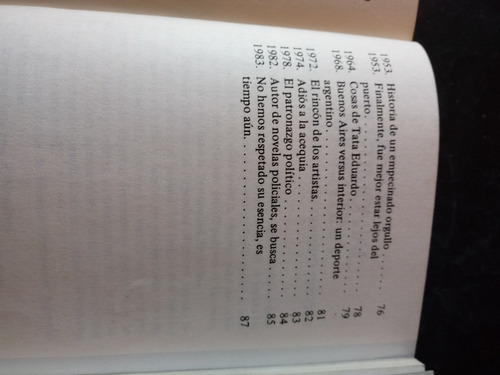 1953. Historia de un empecinado orgullo . . . . . . 76
1953. Finalmente, fue mejor estar lejos del
puerto. . . . . . . . . . . . . . . . . . . . . 78
1964. Cosas de Tata Eduardo . . . . . . . . . . . 79
1968. Buenos Aires versus interior: un deporte
argentino . . . . . . . . . . . . . . . . . . . 81
1972. El rincón de los artistas. . . . . . . . . . . . 82
1974. Adiós a la acequia . . . . . . . . . . . . . . 83
1978. El patronazgo político . . . . . . . . . . . . 84
1982. Autor de novelas policiales, se busca . . . . . 85
1983. No hemos respetado su esencia, es
tiempo aún. . . . . . . . . . . . . . . . . . . 87